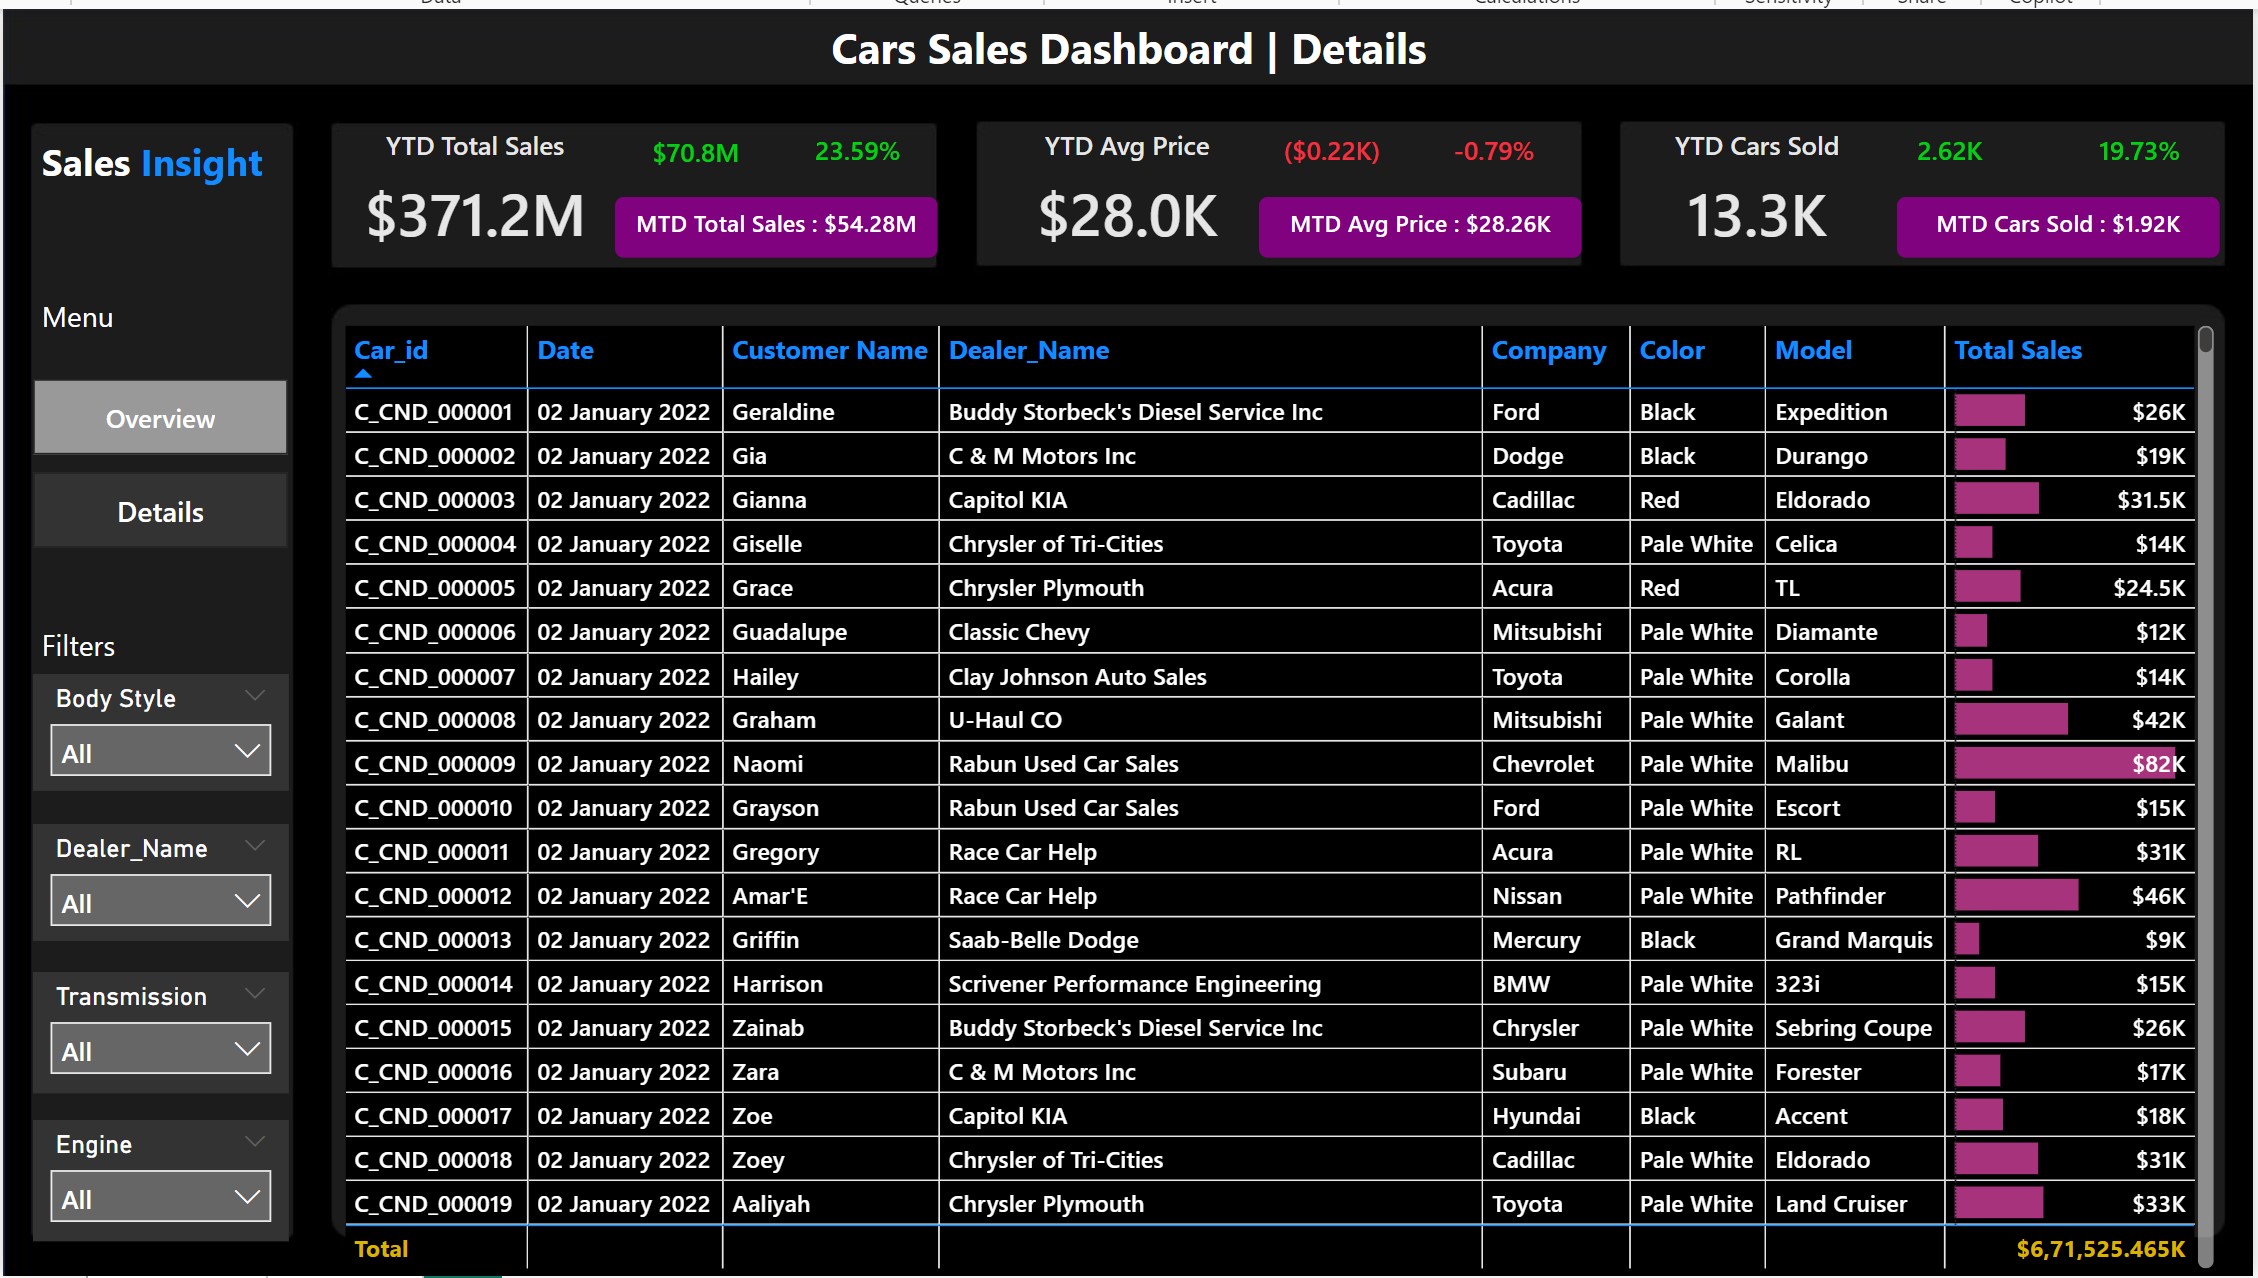 Data Queries Insert Calculations Sensitivity Share Copilot
Cars Sales Dashboard | Details
Sales Insight
Menu
Overview
Details
Filters
Body Style
All
Dealer_Name
All
Transmission
All
Engine
All
YTD Total Sales $70.8M 23.59%
$371.2M MTD Total Sales : $54.28M
YTD Avg Price ($0.22K) -0.79%
$28.0K MTD Avg Price : $28.26K
YTD Cars Sold 2.62K 19.73%
13.3K MTD Cars Sold : $1.92K
Car_id Date Customer Name Dealer_Name Company Color Model Total Sales
C_CND_000001 02 January 2022 Geraldine Buddy Storbeck's Diesel Service Inc Ford Black Expedition $26K
C_CND_000002 02 January 2022 Gia C & M Motors Inc Dodge Black Durango $19K
C_CND_000003 02 January 2022 Gianna Capitol KIA Cadillac Red Eldorado $31.5K
C_CND_000004 02 January 2022 Giselle Chrysler of Tri-Cities Toyota Pale White Celica $14K
C_CND_000005 02 January 2022 Grace Chrysler Plymouth Acura Red TL $24.5K
C_CND_000006 02 January 2022 Guadalupe Classic Chevy Mitsubishi Pale White Diamante $12K
C_CND_000007 02 January 2022 Hailey Clay Johnson Auto Sales Toyota Pale White Corolla $14K
C_CND_000008 02 January 2022 Graham U-Haul CO Mitsubishi Pale White Galant $42K
C_CND_000009 02 January 2022 Naomi Rabun Used Car Sales Chevrolet Pale White Malibu $82K
C_CND_000010 02 January 2022 Grayson Rabun Used Car Sales Ford Pale White Escort $15K
C_CND_000011 02 January 2022 Gregory Race Car Help Acura Pale White RL $31K
C_CND_000012 02 January 2022 Amar'E Race Car Help Nissan Pale White Pathfinder $46K
C_CND_000013 02 January 2022 Griffin Saab-Belle Dodge Mercury Black Grand Marquis $9K
C_CND_000014 02 January 2022 Harrison Scrivener Performance Engineering BMW Pale White 323i $15K
C_CND_000015 02 January 2022 Zainab Buddy Storbeck's Diesel Service Inc Chrysler Pale White Sebring Coupe $26K
C_CND_000016 02 January 2022 Zara C & M Motors Inc Subaru Pale White Forester $17K
C_CND_000017 02 January 2022 Zoe Capitol KIA Hyundai Black Accent $18K
C_CND_000018 02 January 2022 Zoey Chrysler of Tri-Cities Cadillac Pale White Eldorado $31K
C_CND_000019 02 January 2022 Aaliyah Chrysler Plymouth Toyota Pale White Land Cruiser $33K
Total $6,71,525.465K